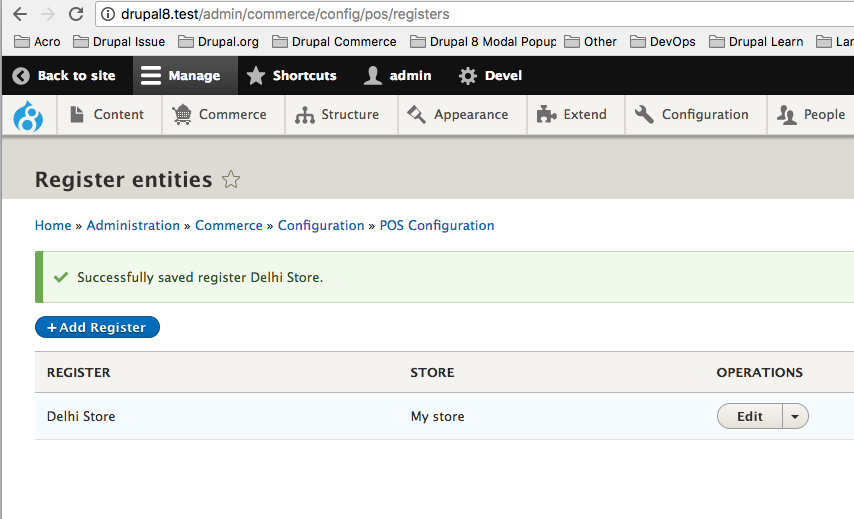 drupal8.test/admin/commerce/config/pos/registers
Acro Drupal Issue Drupal.org Drupal Commerce Drupal 8 Modal Popup Other DevOps Drupal Learn
Back to site Manage Shortcuts admin Devel
Content Commerce Structure Appearance Extend Configuration People
Register entities
Home » Administration » Commerce » Configuration » POS Configuration
Successfully saved register Delhi Store.
+ Add Register
REGISTER STORE OPERATIONS
Delhi Store My store Edit